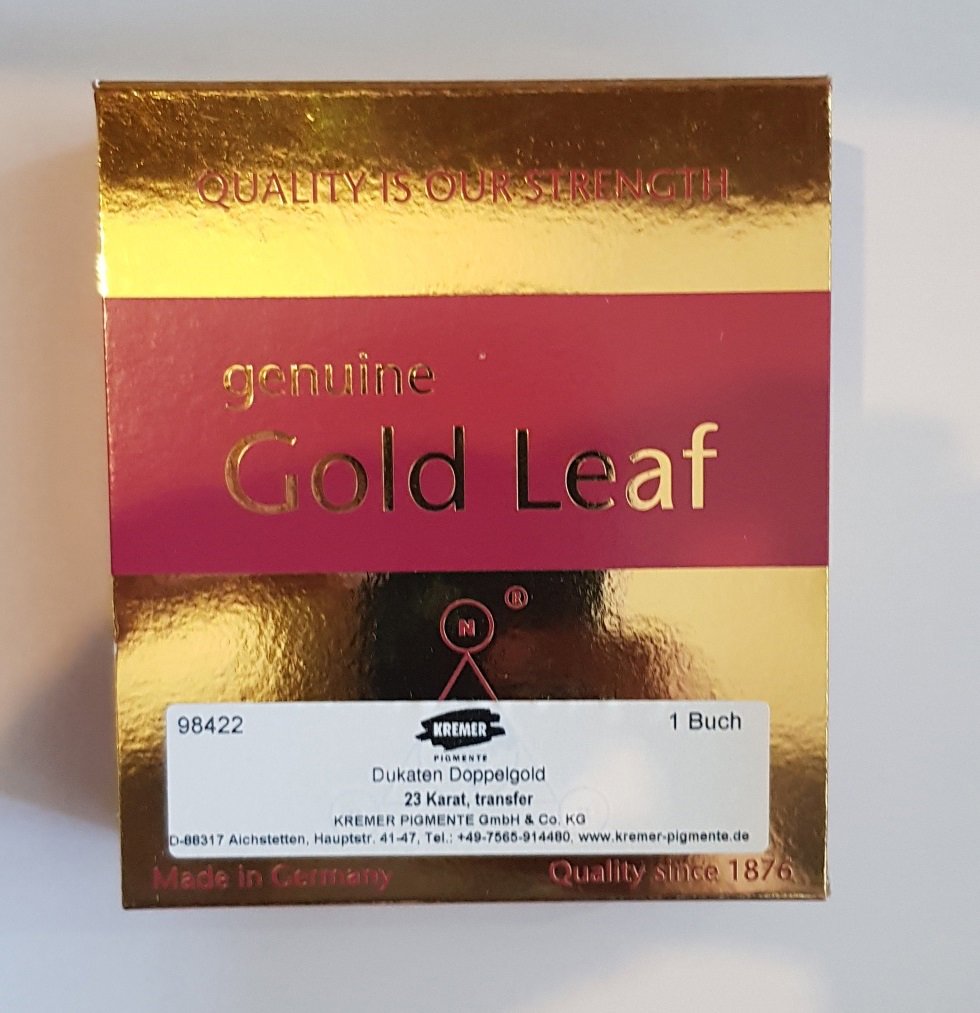 QUALITY IS OUR STRENGTH
genuine
Gold Leaf
®
N
98422
KREMER
1 Buch
PIGMENTE
Dukaten Doppelgold
23 Karat, transfer
KREMER PIGMENTE GmbH & Co. KG
D-88317 Aichstetten, Hauptstr. 41-47, Tel.: +49-7565-914480, www.kremer-pigmente.de
Made in Germany
Quality since 1876